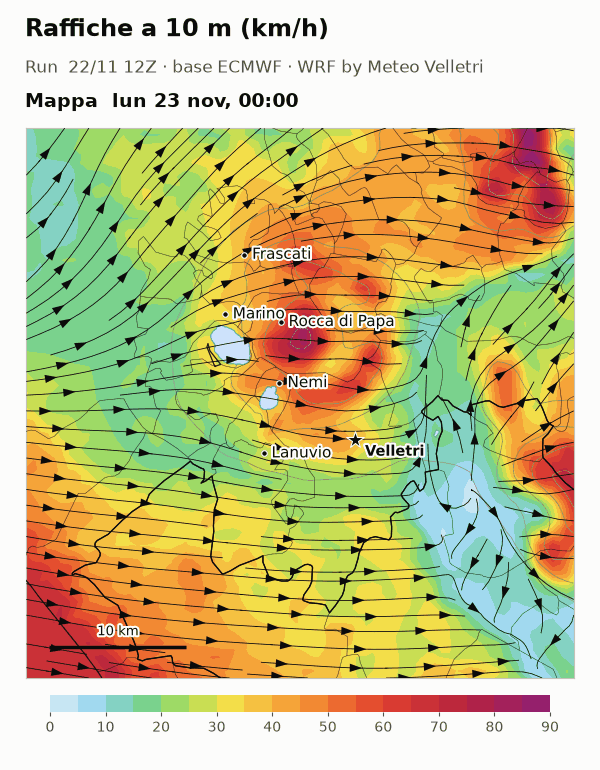 Raffiche a 10 m (km/h)
Run  22/11 12Z · base ECMWF · WRF by Meteo Velletri
Mappa  lun 23 nov, 00:00
Frascati
Marino
Rocca di Papa
Nemi
Velletri
Lanuvio
10 km
0 10 20 30 40 50 60 70 80 90